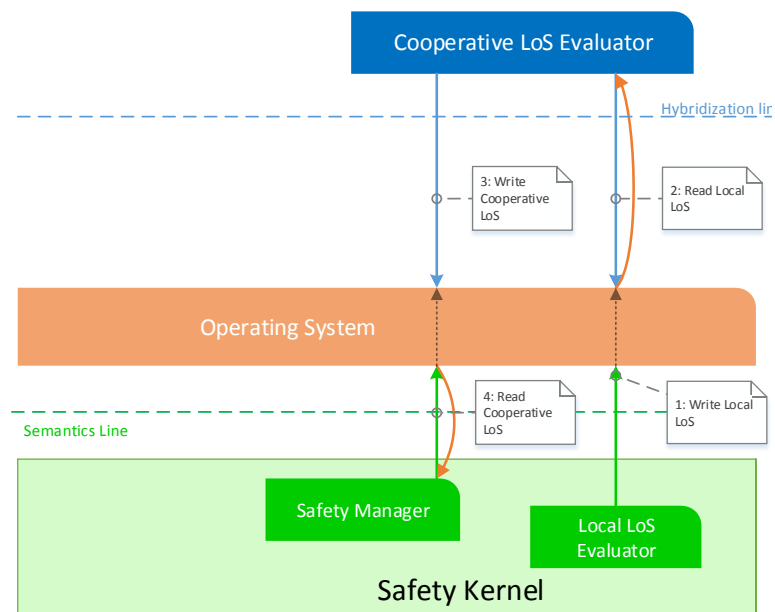 Cooperative LoS Evaluator
Hybridization lin
3: Write
Cooperative
LoS
2: Read Local
LoS
Operating System
4: Read
Cooperative
LoS
1: Write Local
LoS
Semantics Line
Safety Manager
Local LoS
Evaluator
Safety Kernel